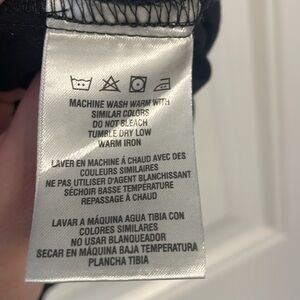 MACHINE WASH WARM WITH
SIMILAR COLORS
DO NOT BLEACH
TUMBLE DRY LOW
WARM IRON
LAVER EN MACHINE À CHAUD AVEC DES
COULEURS SIMILAIRES
NE PAS UTILISER D'AGENT BLANCHISSANT
SECHOIR BASSE TEMPÉRATURE
REPASSAGE À CHAUD
LAVAR A MÁQUINA AGUA TIBIA CON
COLORES SIMILARES
NO USAR BLANQUEADOR
SECAR EN MÁQUINA BAJA TEMPERATURA
PLANCHA TIBIA